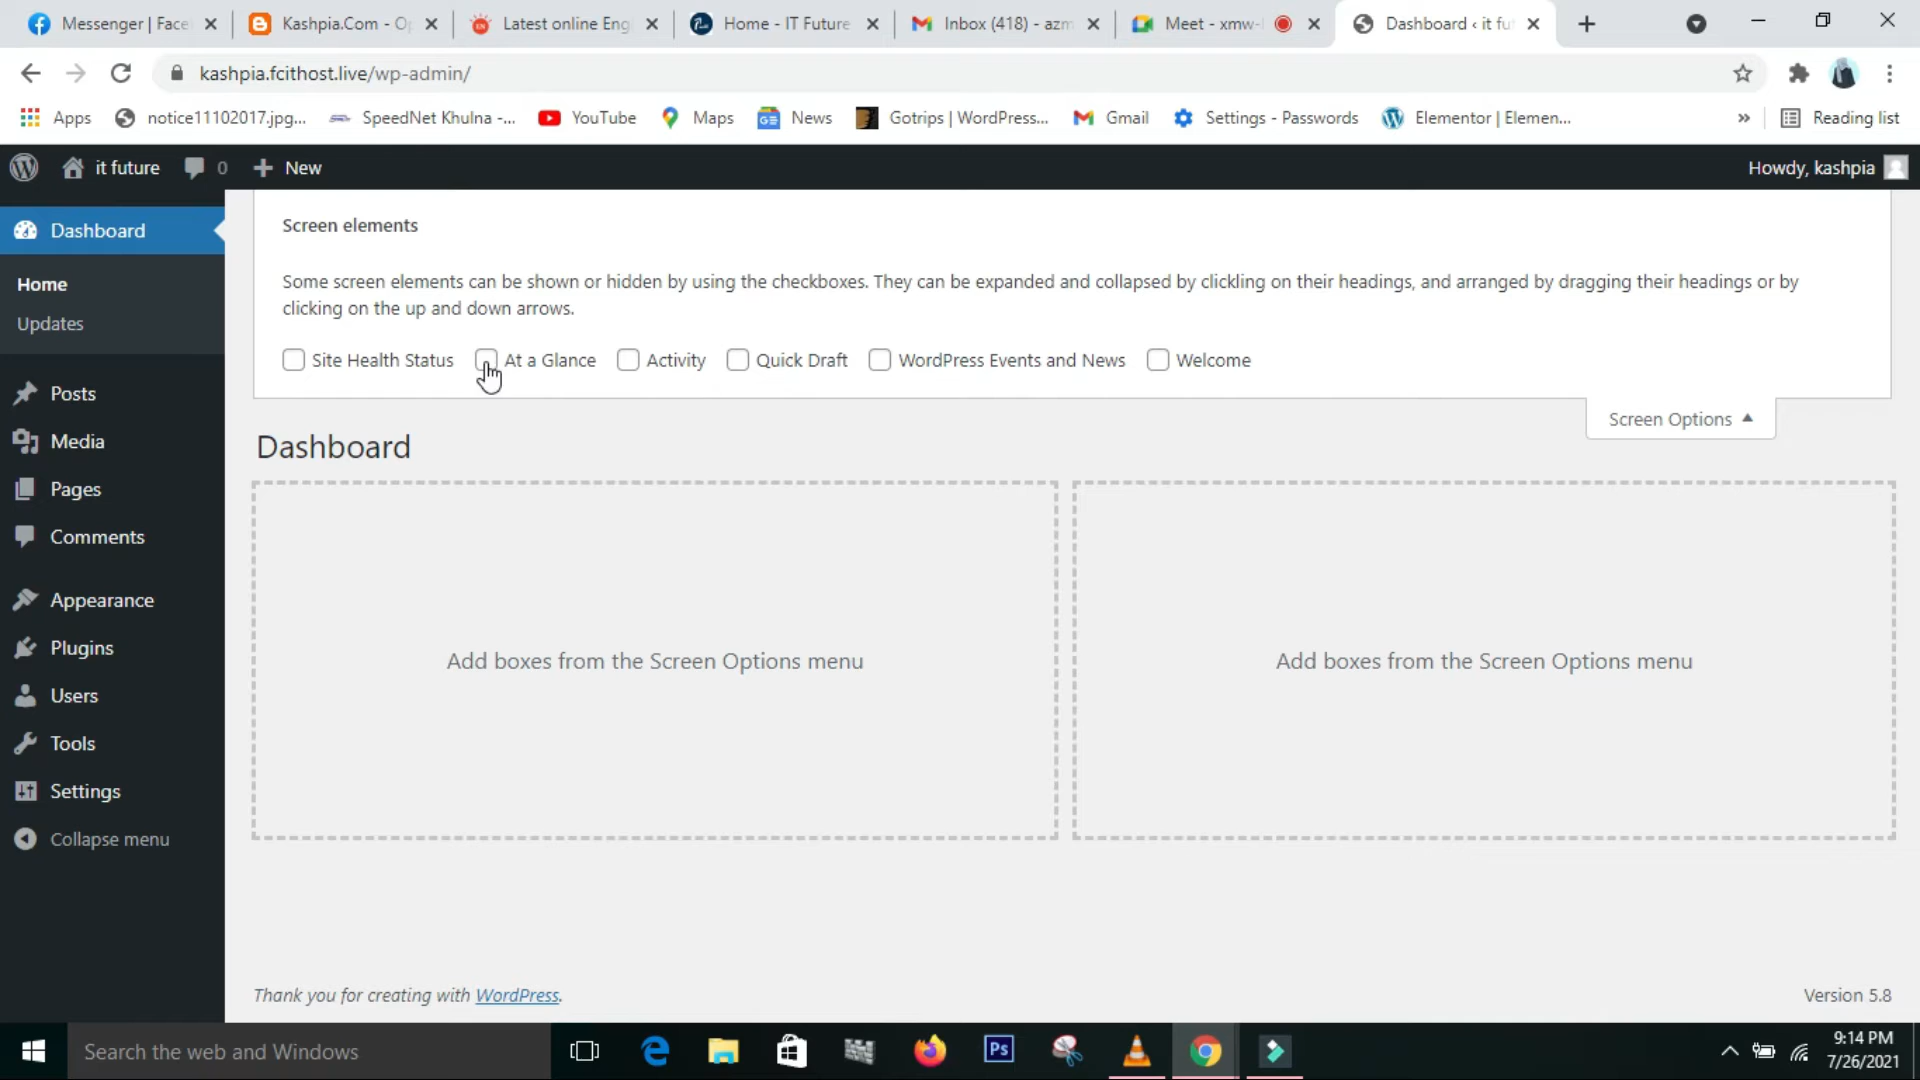 Messenger | Face
Kashpia.Com - Op
Latest online Eng
Home - IT Future
Inbox (418) - azm
Meet - xmw-
Dashboard ‹ it fu
kashpia.fcithost.live/wp-admin/
Apps
notice11102017.jpg...
SpeedNet Khulna -...
YouTube
Maps
News
Gotrips | WordPress...
Gmail
Settings - Passwords
Elementor | Elemen...
»
Reading list
it future
0
New
Howdy, kashpia
Dashboard
Home
Updates
Posts
Media
Pages
Comments
Appearance
Plugins
Users
Tools
Settings
Collapse menu
Screen elements
Some screen elements can be shown or hidden by using the checkboxes. They can be expanded and collapsed by clicking on their headings, and arranged by dragging their headings or by
clicking on the up and down arrows.
Site Health Status At a Glance Activity Quick Draft WordPress Events and News Welcome
Screen Options
Dashboard
Add boxes from the Screen Options menu
Add boxes from the Screen Options menu
Thank you for creating with WordPress.
Version 5.8
Search the web and Windows
Ps
9:14 PM
7/26/2021